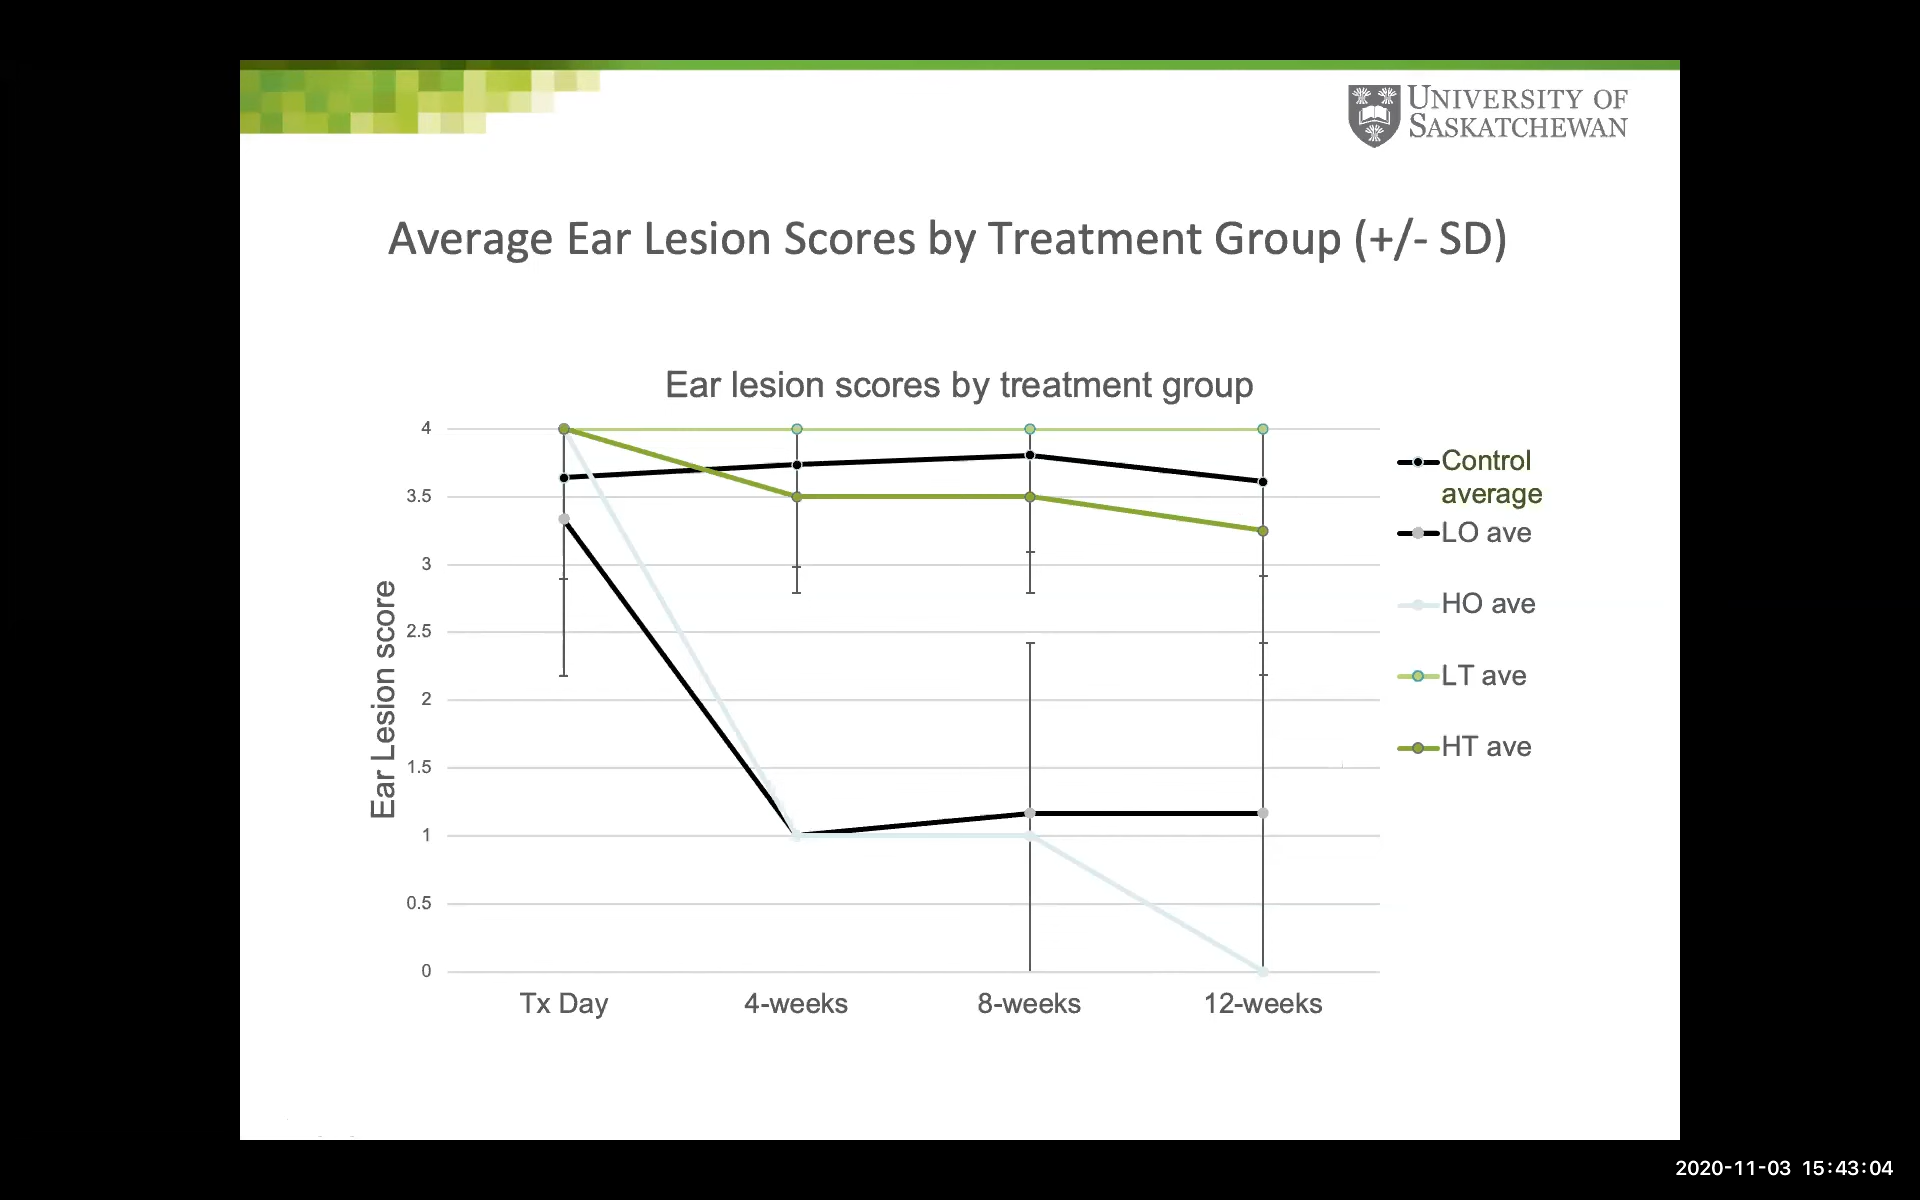 UNIVERSITY OF
SASKATCHEWAN
Average Ear Lesion Scores by Treatment Group (+/- SD)
Ear lesion scores by treatment group
Ear Lesion score
4
3.5
3
2.5
2
1.5
1
0.5
0
Tx Day
4-weeks
8-weeks
12-weeks
Control
average
LO ave
HO ave
LT ave
HT ave
2020-11-03 15:43:04